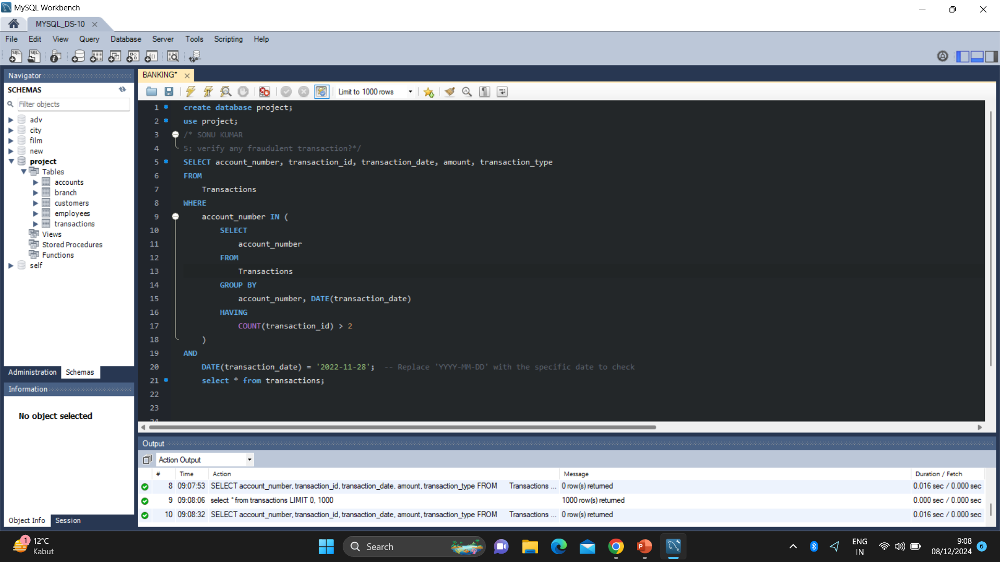 MySQL Workbench
MYSQL_DS-10
File Edit View Query Database Server Tools Scripting Help
Navigator
SCHEMAS
Filter objects
adv
city
film
new
project
Tables
accounts
branch
customers
employees
transactions
Views
Stored Procedures
Functions
self
Administration Schemas
Information
No object selected
Object Info Session
BANKING*
Limit to 1000 rows
1 create database project;
2 use project;
3 /* SONU KUMAR
4 5: verify any fraudulent transaction?*/
5 SELECT account_number, transaction_id, transaction_date, amount, transaction_type
6 FROM
7 Transactions
8 WHERE
9 account_number IN (
10 SELECT
11 account_number
12 FROM
13 Transactions
14 GROUP BY
15 account_number, DATE(transaction_date)
16 HAVING
17 COUNT(transaction_id) > 2
18 )
19 AND
20 DATE(transaction_date) = '2022-11-28'; -- Replace 'YYYY-MM-DD' with the specific date to check
21 select * from transactions;
22
23
24
Output
Action Output
# Time Action Message Duration / Fetch
8 09:07:53 SELECT account_number, transaction_id, transaction_date, amount, transaction_type FROM Transactions ... 0 row(s) returned 0.016 sec / 0.000 sec
9 09:08:06 select * from transactions LIMIT 0, 1000 1000 row(s) returned 0.000 sec / 0.000 sec
10 09:08:32 SELECT account_number, transaction_id, transaction_date, amount, transaction_type FROM Transactions ... 0 row(s) returned 0.016 sec / 0.000 sec
1
12°C
Kabut
Search
ENG
IN
9:08
08/12/2024
6